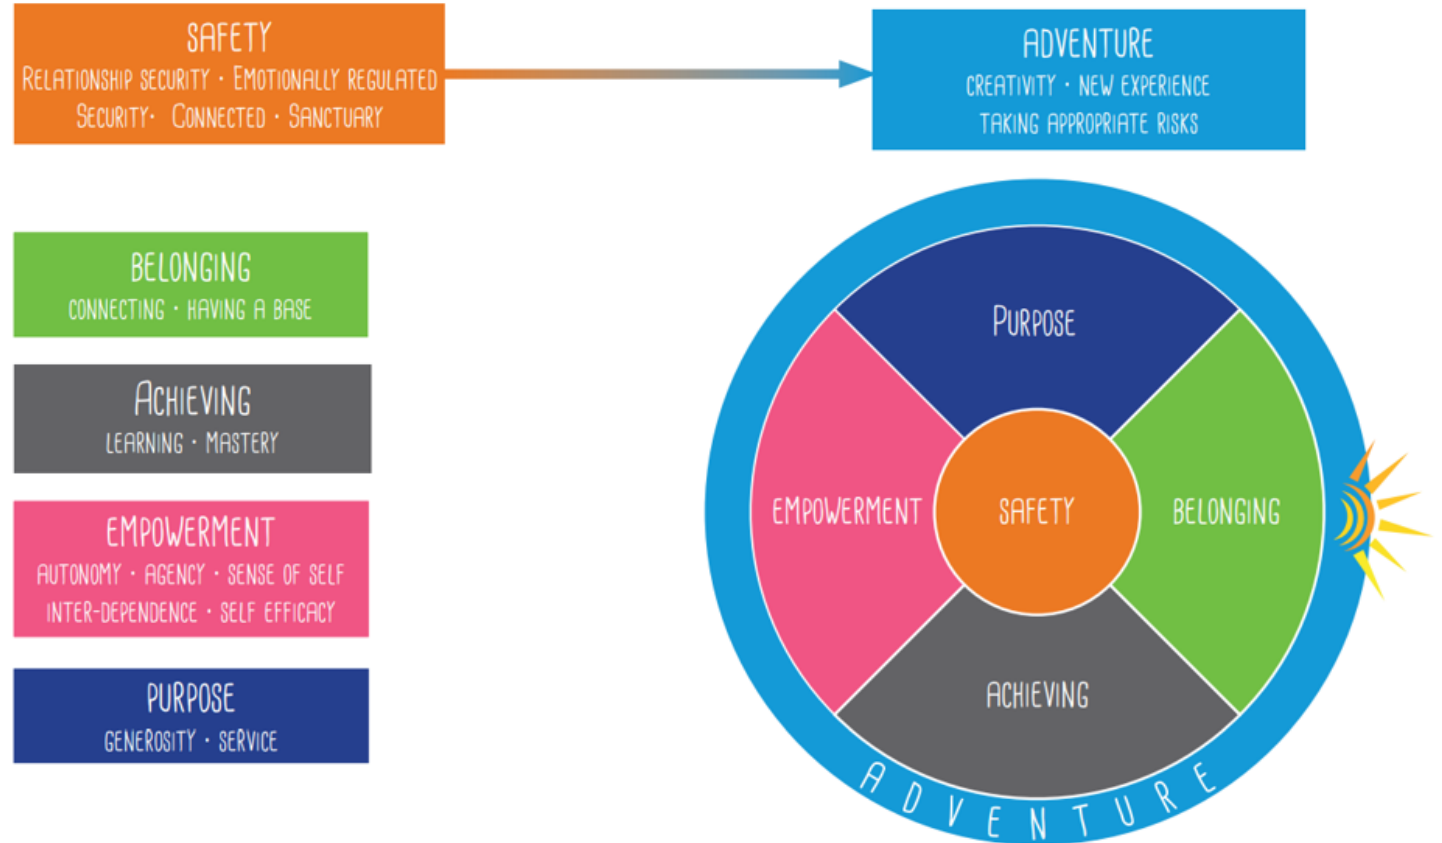 SAFETY
RELATIONSHIP SECURITY · EMOTIONALLY REGULATED
SECURITY· CONNECTED · SANCTUARY
ADVENTURE
CREATIVITY · NEW EXPERIENCE
TAKING APPROPRIATE RISKS
BELONGING
CONNECTING · HAVING A BASE
ACHIEVING
LEARNING · MASTERY
EMPOWERMENT
AUTONOMY · AGENCY · SENSE OF SELF
INTER-DEPENDENCE · SELF EFFICACY
PURPOSE
GENEROSITY · SERVICE
PURPOSE
EMPOWERMENT
SAFETY
BELONGING
ACHIEVING
ADVENTURE